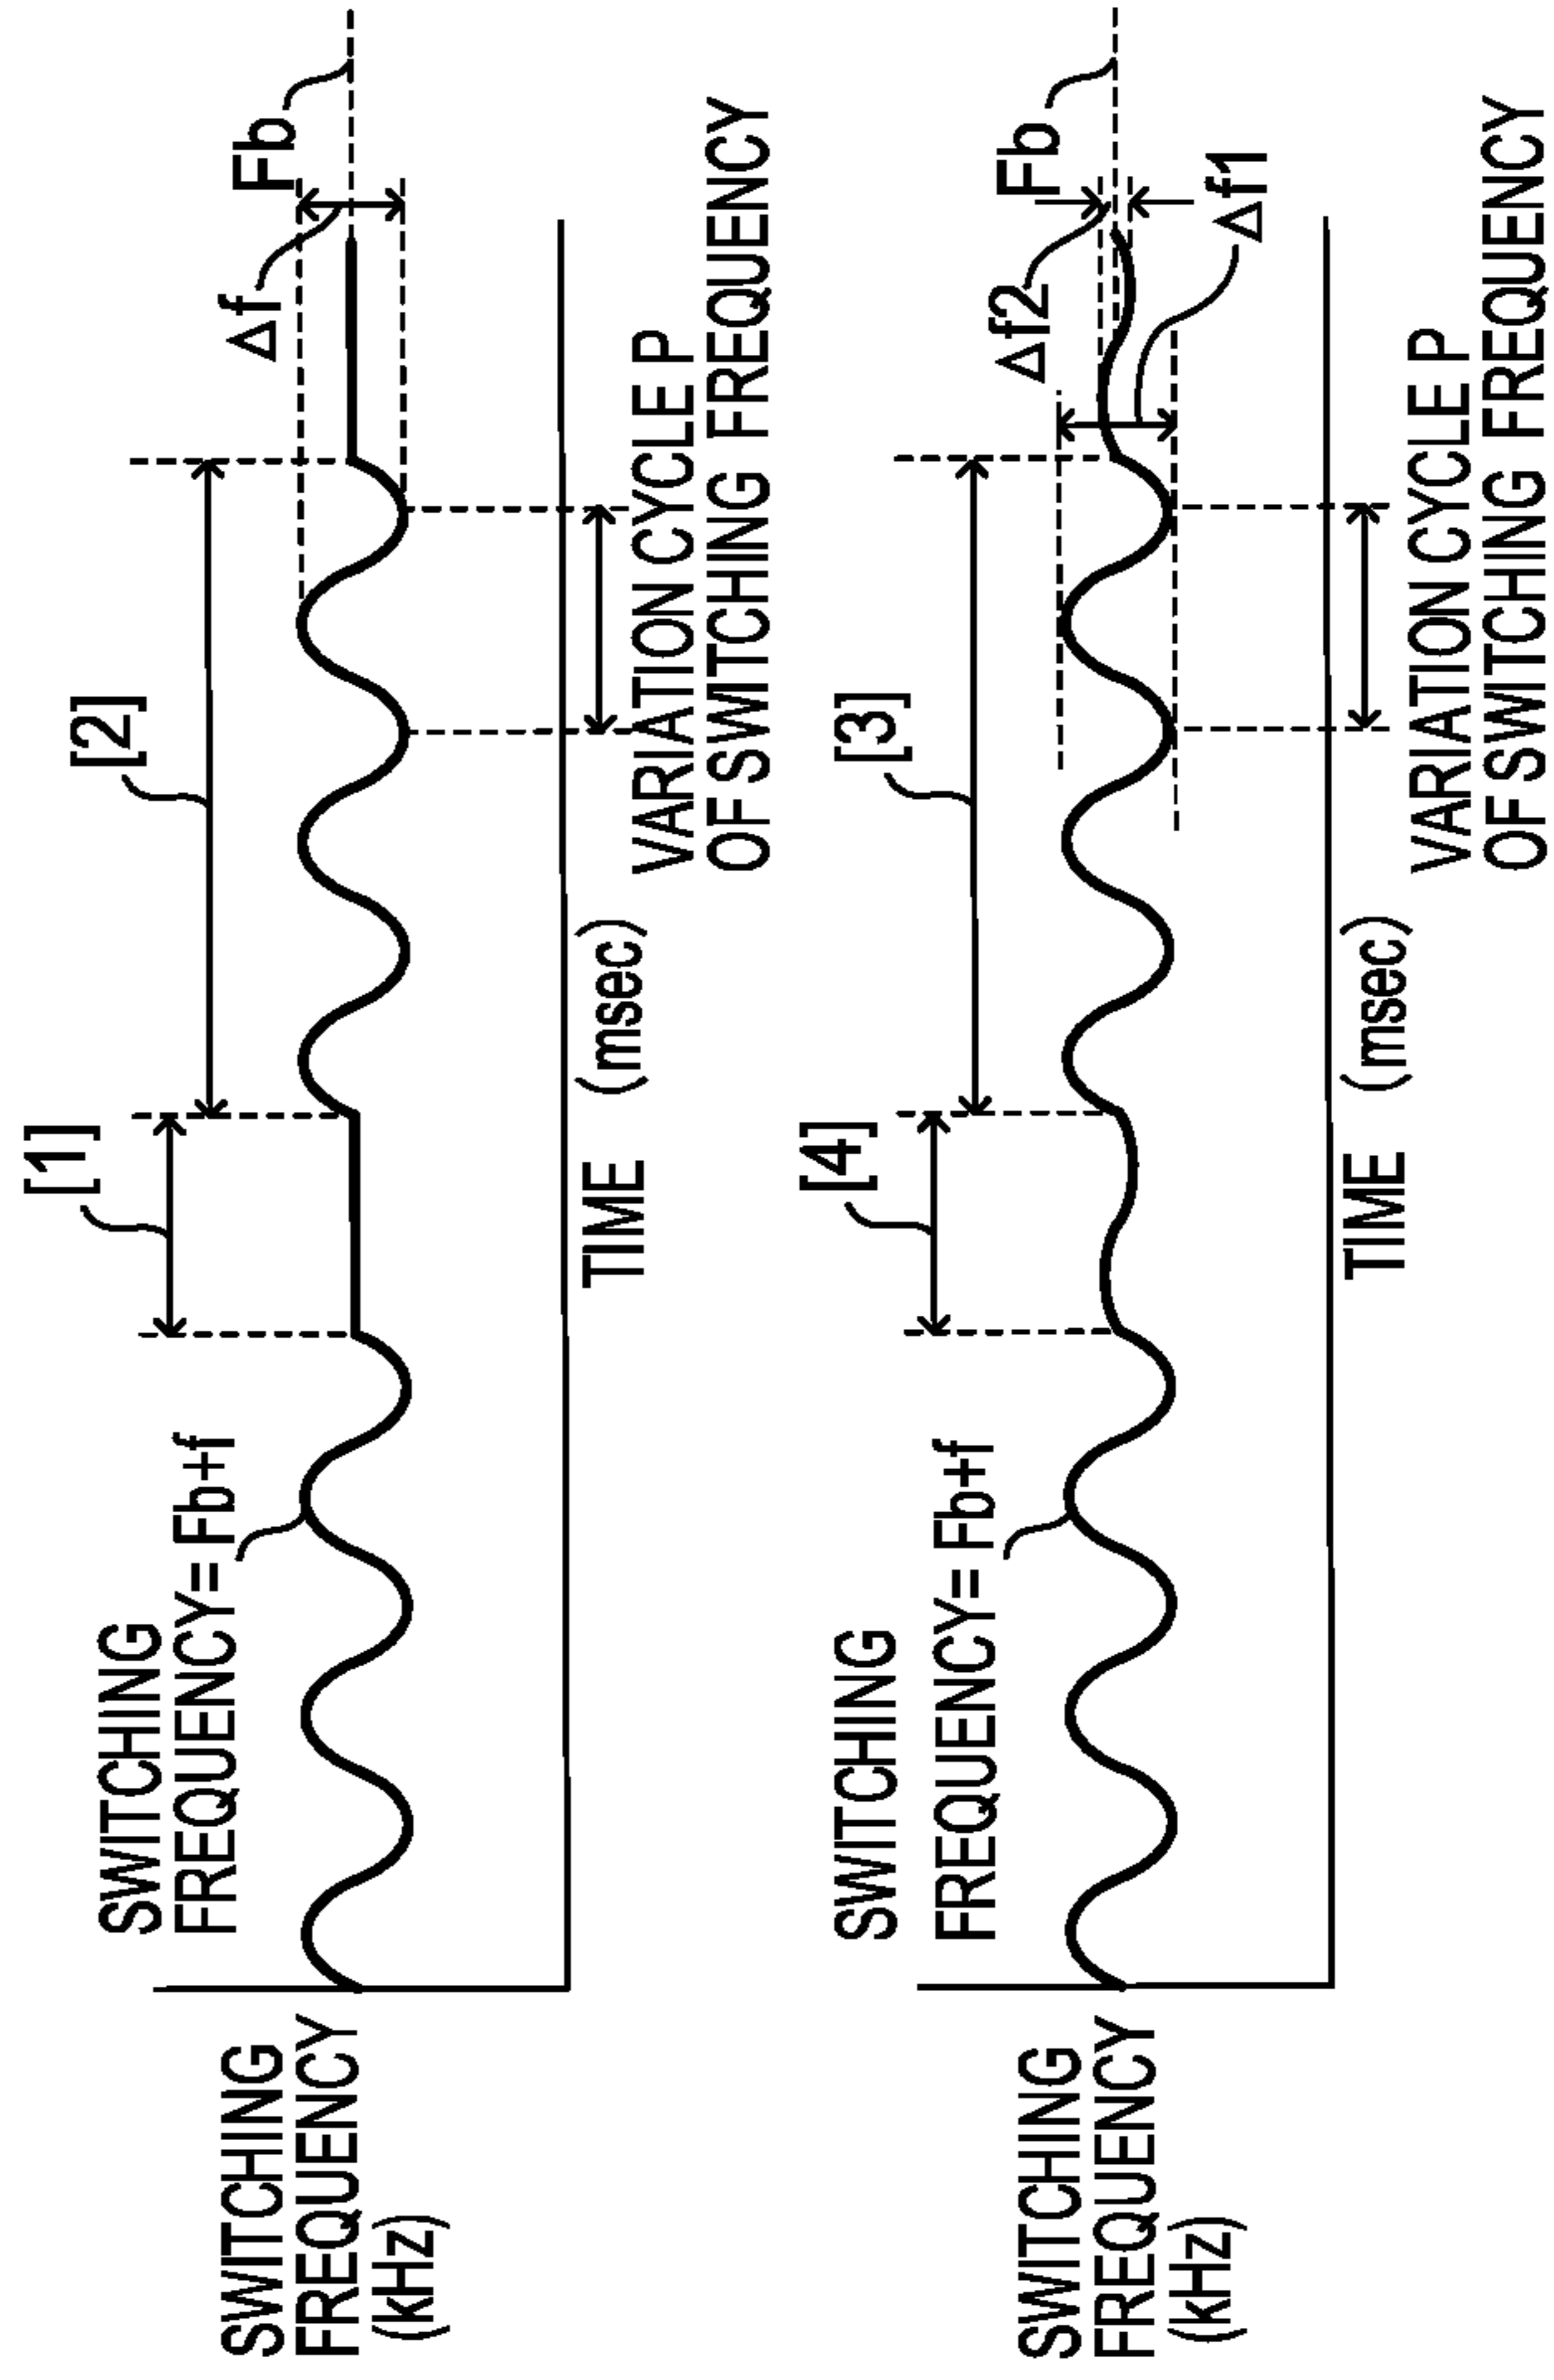 [1]
[2]
SWITCHING
FREQUENCY= Fb+f
Δf
Fb
SWITCHING
FREQUENCY
(kHz)
TIME (msec)
VARIATION CYCLE P
OF SWITCHING FREQUENCY
[4]
[3]
SWITCHING
FREQUENCY= Fb+f
Δf2
Fb
Δf1
SWITCHING
FREQUENCY
(kHz)
TIME (msec)
VARIATION CYCLE P
OF SWITCHING FREQUENCY